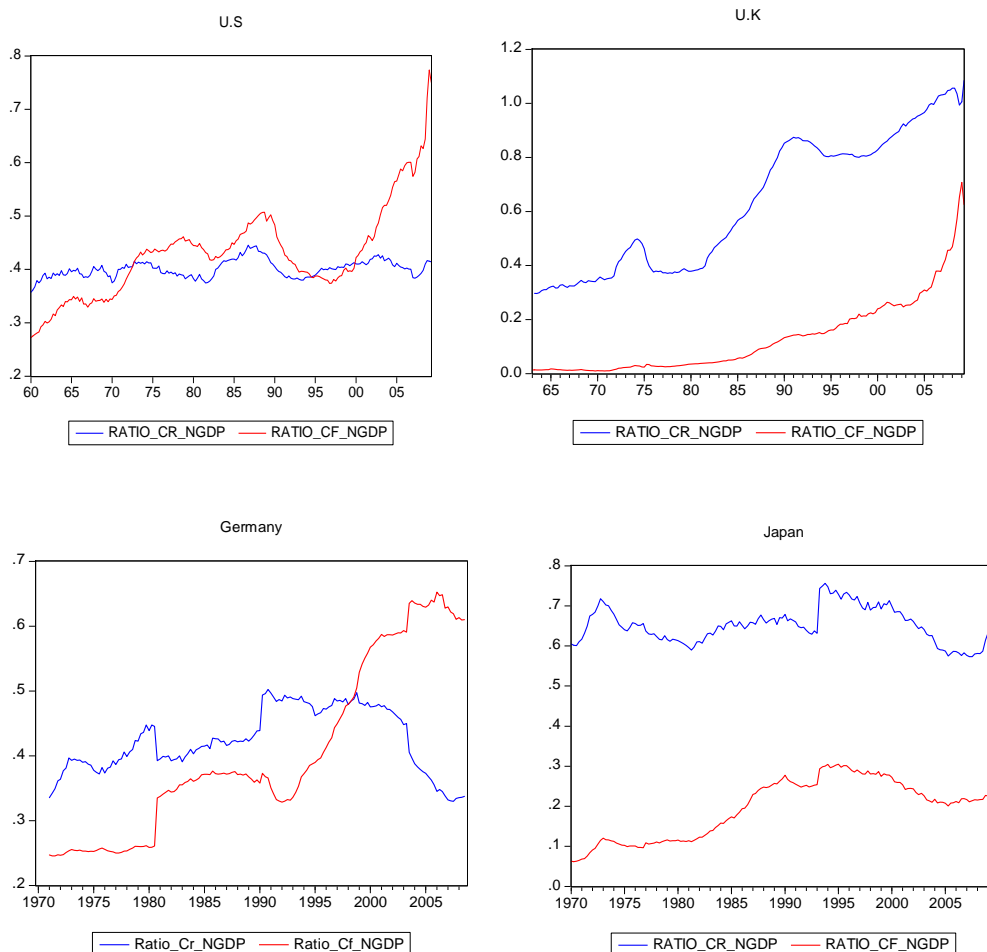 U.S
.8
.7
.6
.5
.4
.3
.2
60 65 70 75 80 85 90 95 00 05
RATIO_CR_NGDP RATIO_CF_NGDP
U.K
1.2
1.0
0.8
0.6
0.4
0.2
0.0
65 70 75 80 85 90 95 00 05
RATIO_CR_NGDP RATIO_CF_NGDP
Germany
.7
.6
.5
.4
.3
.2
1970 1975 1980 1985 1990 1995 2000 2005
Ratio_Cr_NGDP Ratio_Cf_NGDP
Japan
.8
.7
.6
.5
.4
.3
.2
.1
.0
1970 1975 1980 1985 1990 1995 2000 2005
RATIO_CR_NGDP RATIO_CF_NGDP